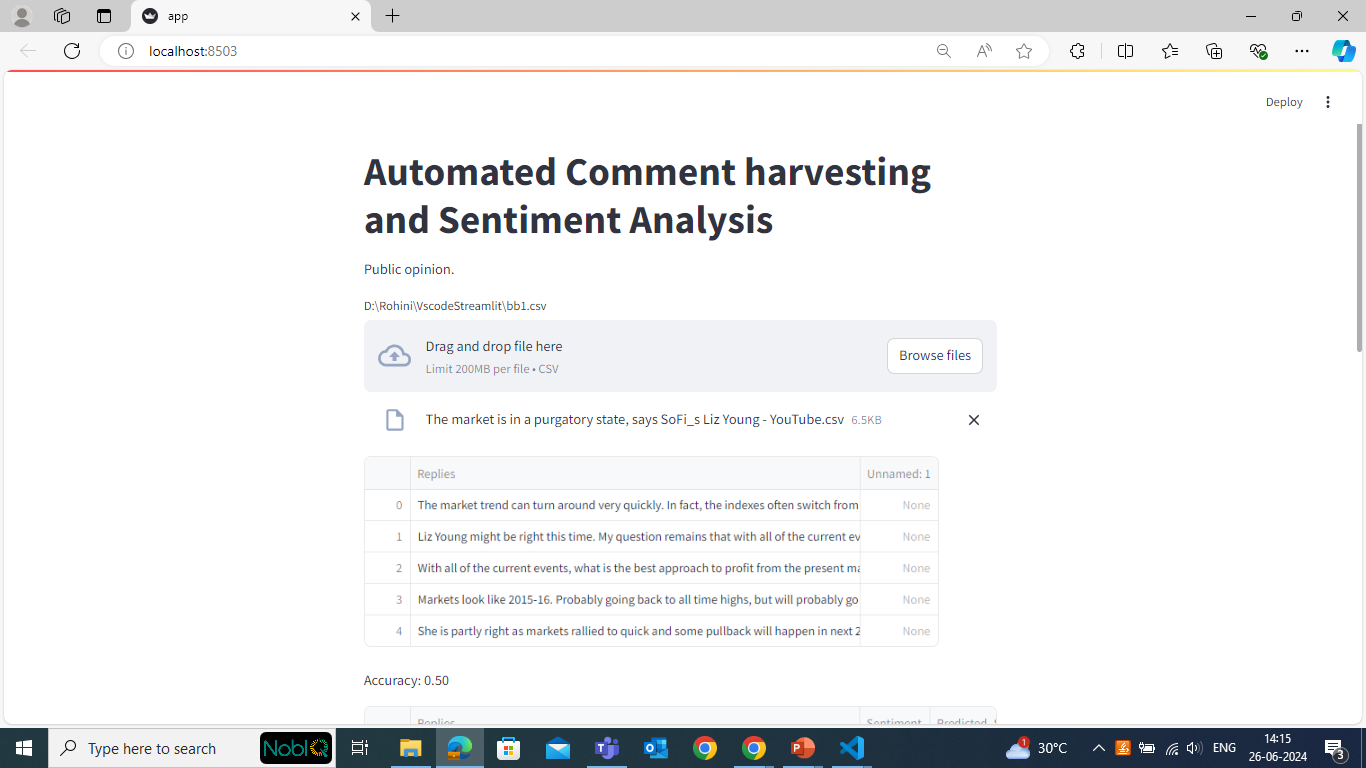 app
localhost:8503
Deploy
Automated Comment harvesting
and Sentiment Analysis
Public opinion.
D:\Rohini\VscodeStreamlit\bb1.csv
Drag and drop file here
Limit 200MB per file • CSV
Browse files
The market is in a purgatory state, says SoFi_s Liz Young - YouTube.csv 6.5KB
Replies Unnamed: 1
0 The market trend can turn around very quickly. In fact, the indexes often switch from None
1 Liz Young might be right this time. My question remains that with all of the current ev None
2 With all of the current events, what is the best approach to profit from the present ma None
3 Markets look like 2015-16. Probably going back to all time highs, but will probably go None
4 She is partly right as markets rallied to quick and some pullback will happen in next 2 None
Accuracy: 0.50
Replies Sentiment Predicted
Type here to search
NoblQ
1
30°C
ENG
14:15
26-06-2024
3